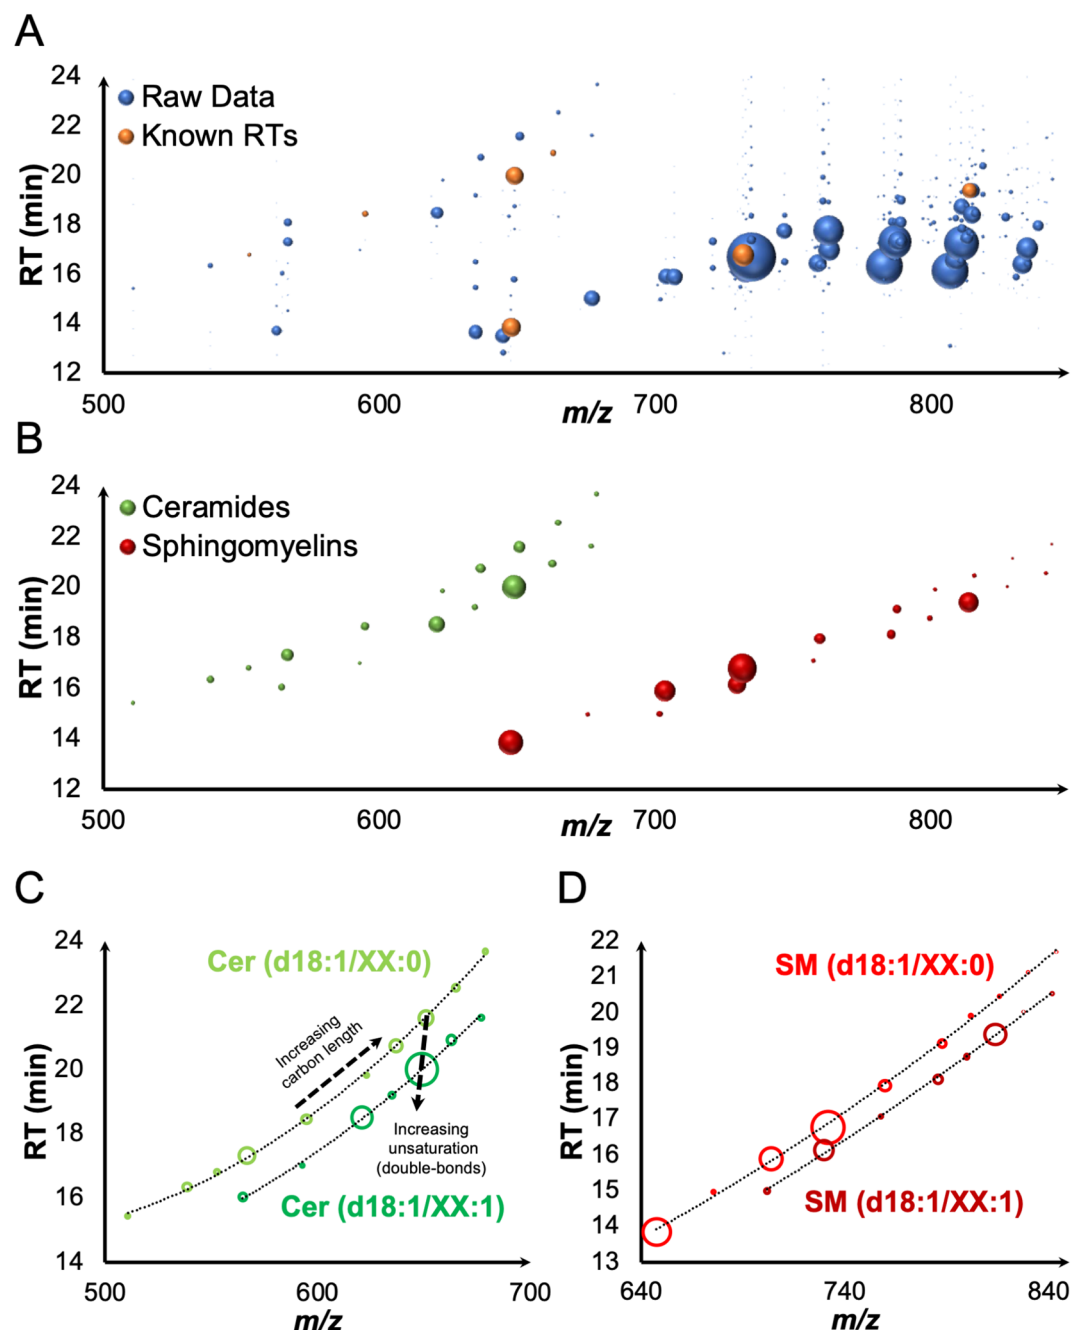 A
24
22
20
18
16
14
12
RT (min)
Raw Data
Known RTs
500
600
700
800
m/z
B
24
22
20
18
16
14
12
RT (min)
Ceramides
Sphingomyelins
500
600
700
800
m/z
C
24
22
20
18
16
14
RT (min)
Cer (d18:1/XX:0)
Increasing
carbon length
Increasing
unsaturation
(double-bonds)
Cer (d18:1/XX:1)
500
600
700
m/z
D
22
21
20
19
18
17
16
15
14
13
RT (min)
SM (d18:1/XX:0)
SM (d18:1/XX:1)
640
740
840
m/z